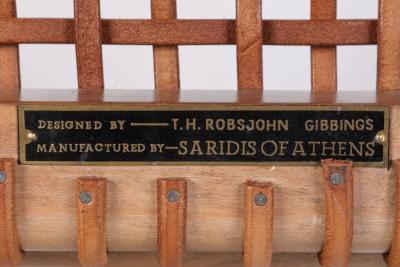 DESIGNED BY — T.H. ROBSJOHN GIBBINGS
MANUFACTURED BY — SARIDIS OF ATHENS